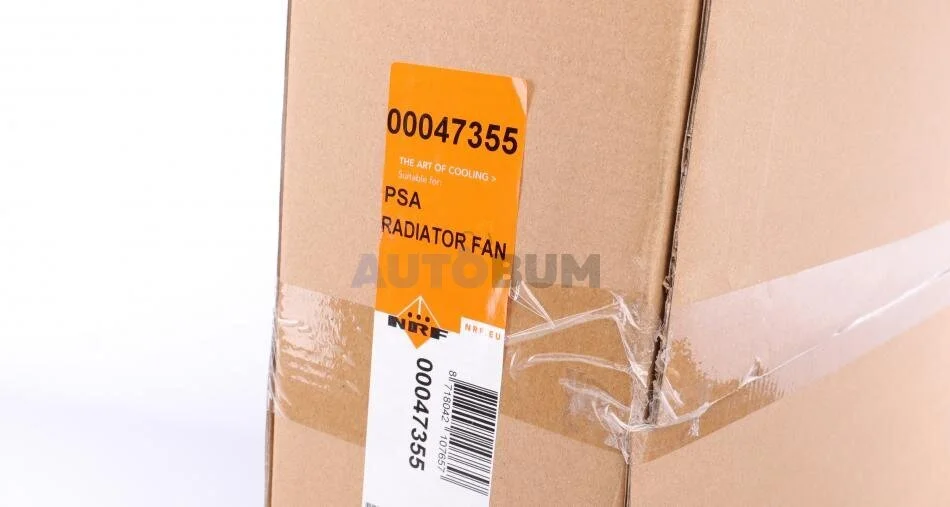 00047355
THE ART OF COOLING >
Suitable for:
PSA
RADIATOR FAN
AUTOBUM
NRF
NRF.EU
00047355
8 718042 107657